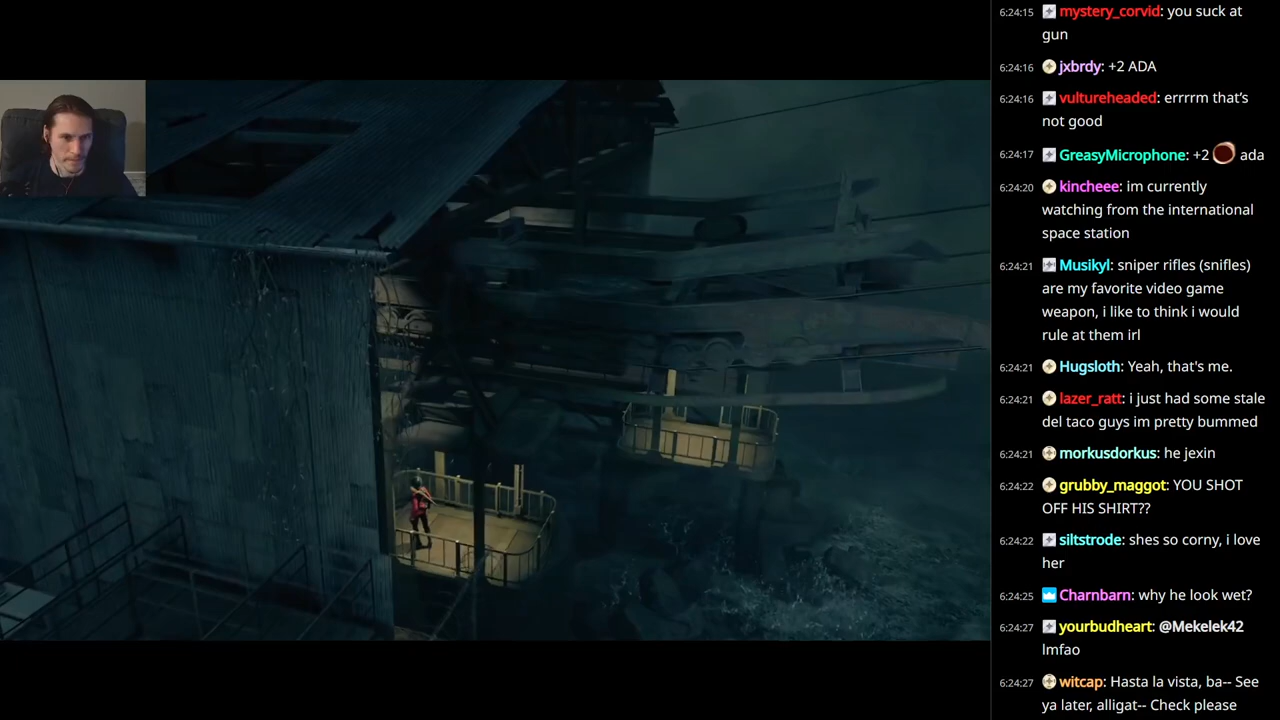 6:24:15 mystery_corvid: you suck at
gun
6:24:16 jxbrdy: +2 ADA
6:24:16 vultureheaded: errrrm that’s
not good
6:24:17 GreasyMicrophone: +2 ada
6:24:20 kincheee: im currently
watching from the international
space station
6:24:21 Musikyl: sniper rifles (snifles)
are my favorite video game
weapon, i like to think i would
rule at them irl
6:24:21 Hugsloth: Yeah, that's me.
6:24:21 lazer_ratt: i just had some stale
del taco guys im pretty bummed
6:24:21 morkusdorkus: he jexin
6:24:22 grubby_maggot: YOU SHOT
OFF HIS SHIRT??
6:24:22 siltstrode: shes so corny, i love
her
6:24:25 Charnbarn: why he look wet?
6:24:27 yourbudheart: @Mekelek42
lmfao
6:24:27 witcap: Hasta la vista, ba-- See
ya later, alligat-- Check please